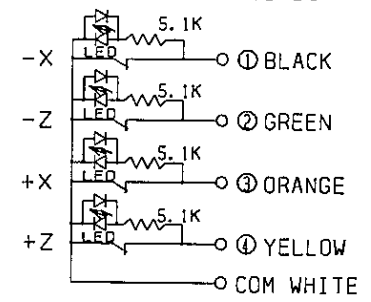 5.1K
-X LED ① BLACK
5.1K
-Z LED ② GREEN
5.1K
+X LED ③ ORANGE
5.1K
+Z LED ④ YELLOW
COM WHITE